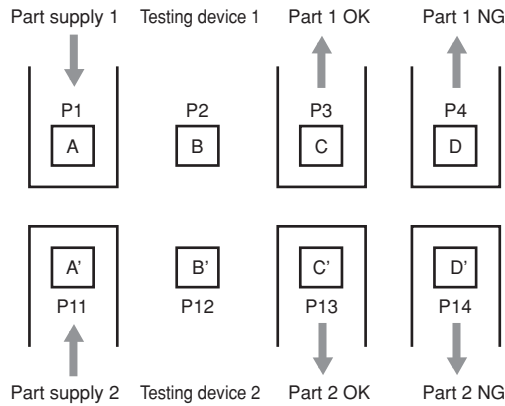 Part supply 1 Testing device 1 Part 1 OK Part 1 NG
P1 P2 P3 P4
A B C D
A' B' C' D'
P11 P12 P13 P14
Part supply 2 Testing device 2 Part 2 OK Part 2 NG